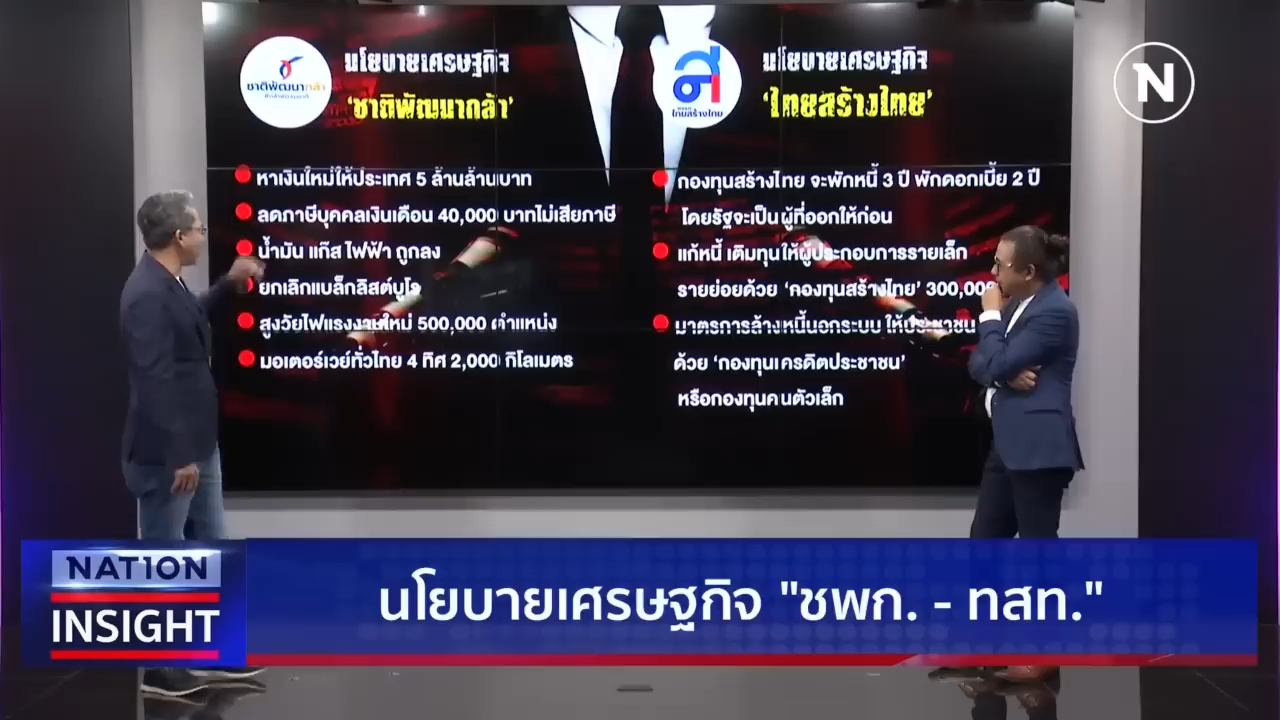 ชาติพัฒนากล้า
นโยบายเศรษฐกิจ
'ชาติพัฒนากล้า'
หาเงินใหม่ให้ประเทศ 5 ล้านล้านบาท
ลดภาษีบุคคลเงินเดือน 40,000 บาทไม่เสียภาษี
น้ำมัน แก๊ส ไฟฟ้า ถูกลง
ยกเลิกแบล็กลิสต์บูโร
สูงวัยไฟแรงงานใหม่ 500,000 ตำแหน่ง
มอเตอร์เวย์ทั่วไทย 4 ทิศ 2,000 กิโลเมตร
ไทยสร้างไทย
นโยบายเศรษฐกิจ
'ไทยสร้างไทย'
กองทุนสร้างไทย จะพักหนี้ 3 ปี พักดอกเบี้ย 2 ปี
โดยรัฐจะเป็นผู้ที่ออกให้ก่อน
แก้หนี้ เติมทุนให้ผู้ประกอบการรายเล็ก
รายย่อยด้วย 'กองทุนสร้างไทย' 300,000
มาตรการล้างหนี้นอกระบบ ให้ประชาชน
ด้วย 'กองทุนเครดิตประชาชน'
หรือกองทุนคนตัวเล็ก
N
NATION
INSIGHT
นโยบายเศรษฐกิจ "ชพก. - ทสท."